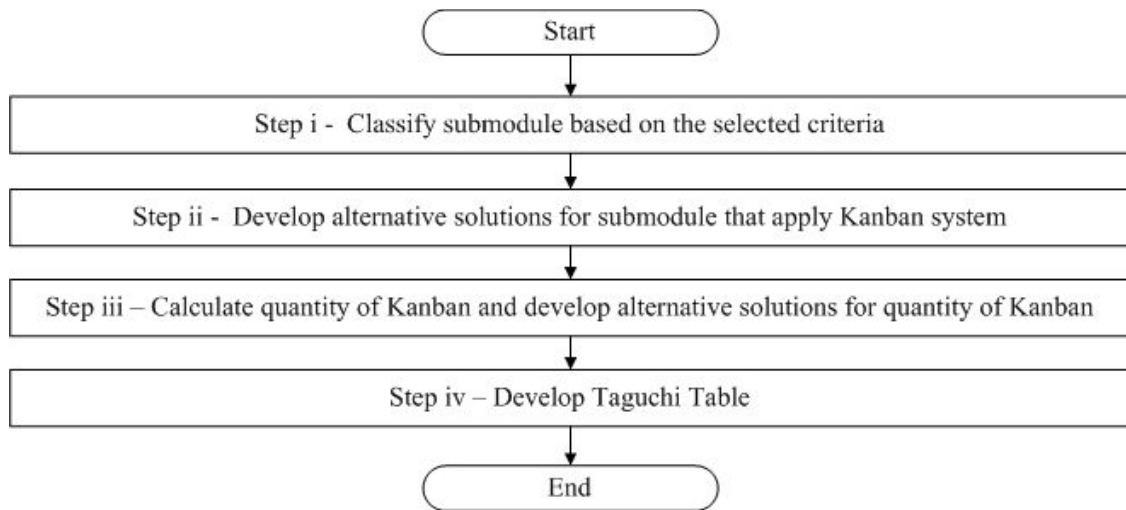 Start
Step i - Classify submodule based on the selected criteria
Step ii - Develop alternative solutions for submodule that apply Kanban system
Step iii – Calculate quantity of Kanban and develop alternative solutions for quantity of Kanban
Step iv – Develop Taguchi Table
End